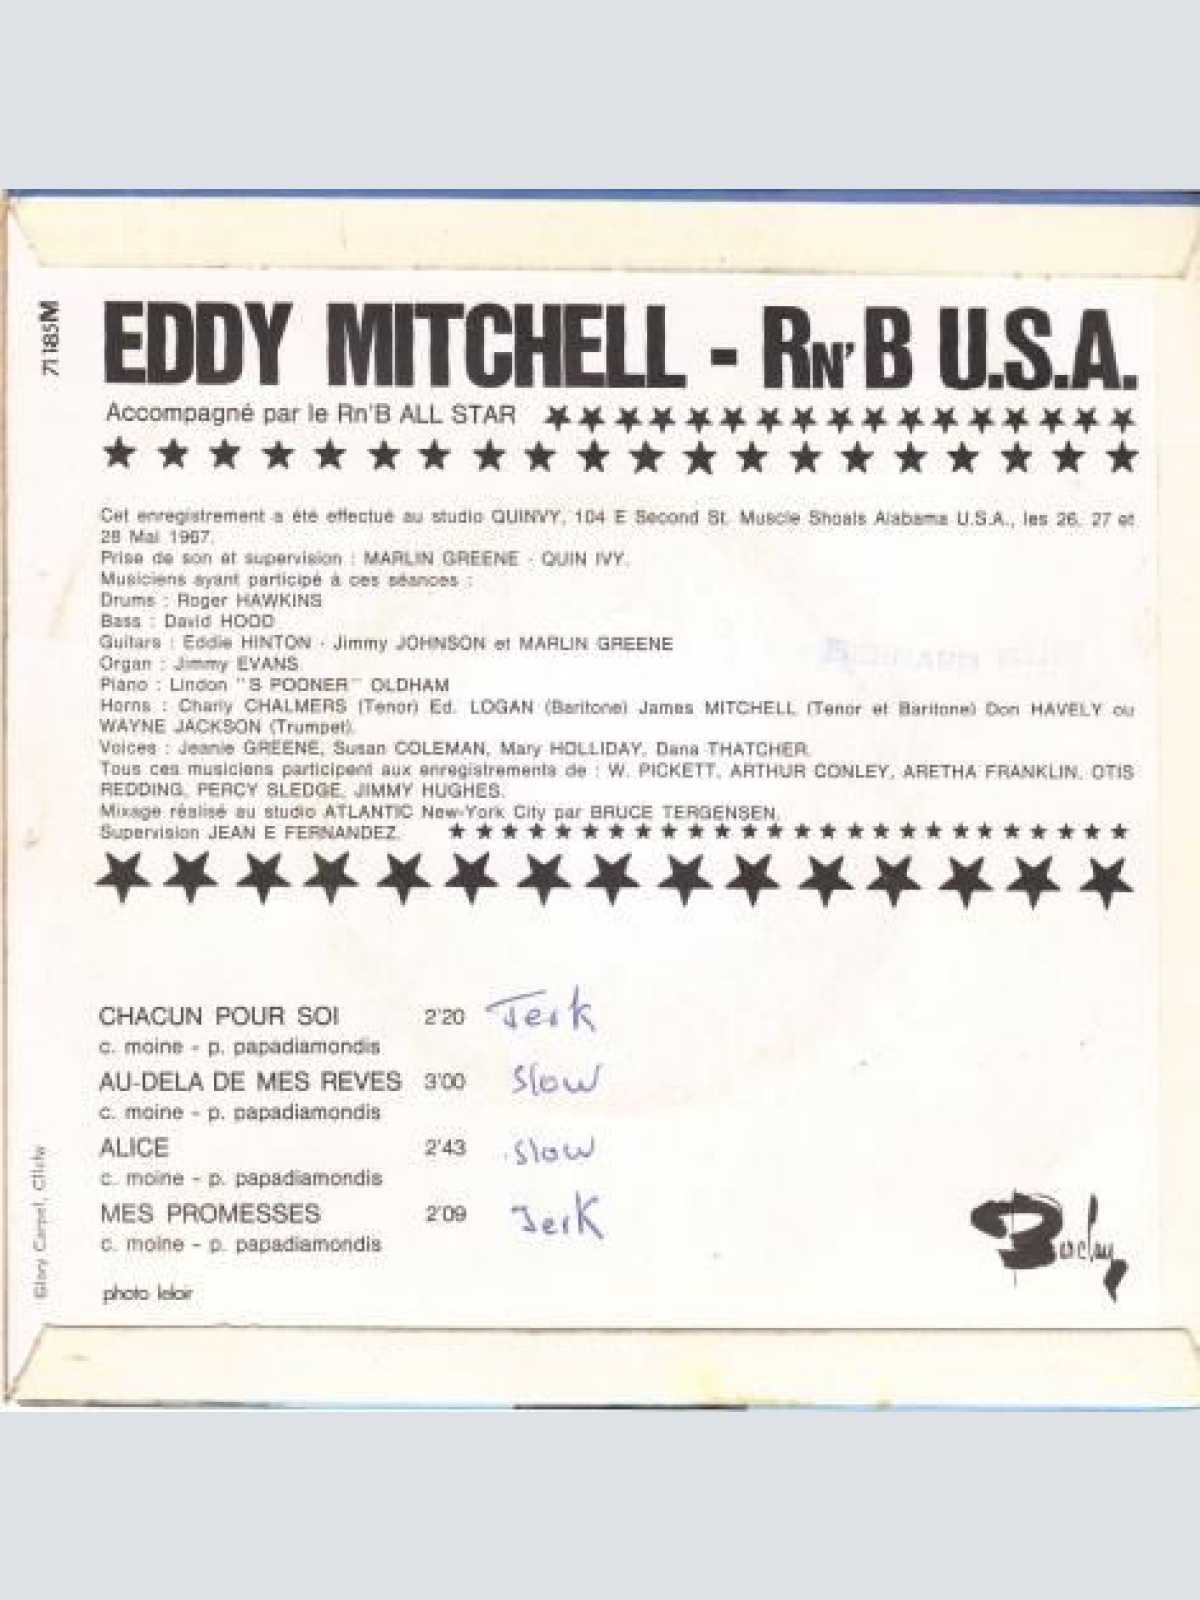 71185M
EDDY MITCHELL - RN' B U.S.A.
Accompagné par le Rn'B ALL STAR
Cet enregistrement a été effectué au studio QUINVY, 104 E Second St. Muscle Shoals Alabama U.S.A., les 26, 27 et
28 Mai 1967.
Prise de son et supervision : MARLIN GREENE - QUIN IVY.
Musiciens ayant participé à ces séances :
Drums : Roger HAWKINS
Bass : David HOOD
Guitars : Eddie HINTON - Jimmy JOHNSON et MARLIN GREENE
Organ : Jimmy EVANS
Piano : Lindon "S POONER" OLDHAM
Horns : Charly CHALMERS (Tenor) Ed. LOGAN (Baritone) James MITCHELL (Tenor et Baritone) Don HAVELY ou
WAYNE JACKSON (Trumpet).
Voices : Jeanie GREENE, Susan COLEMAN, Mary HOLLIDAY, Dana THATCHER.
Tous ces musiciens participent aux enregistrements de : W. PICKETT, ARTHUR CONLEY, ARETHA FRANKLIN, OTIS
REDDING, PERCY SLEDGE, JIMMY HUGHES.
Mixage réalisé au studio ATLANTIC New-York City par BRUCE TERGENSEN.
Supervision JEAN E FERNANDEZ.
CHACUN POUR SOI 2'20 Jerk
c. moine - p. papadiamondis
AU-DELA DE MES REVES 3'00 slow
c. moine - p. papadiamondis
ALICE 2'43 slow
c. moine - p. papadiamondis
MES PROMESSES 2'09 Jerk
c. moine - p. papadiamondis
photo leloir
Barclay